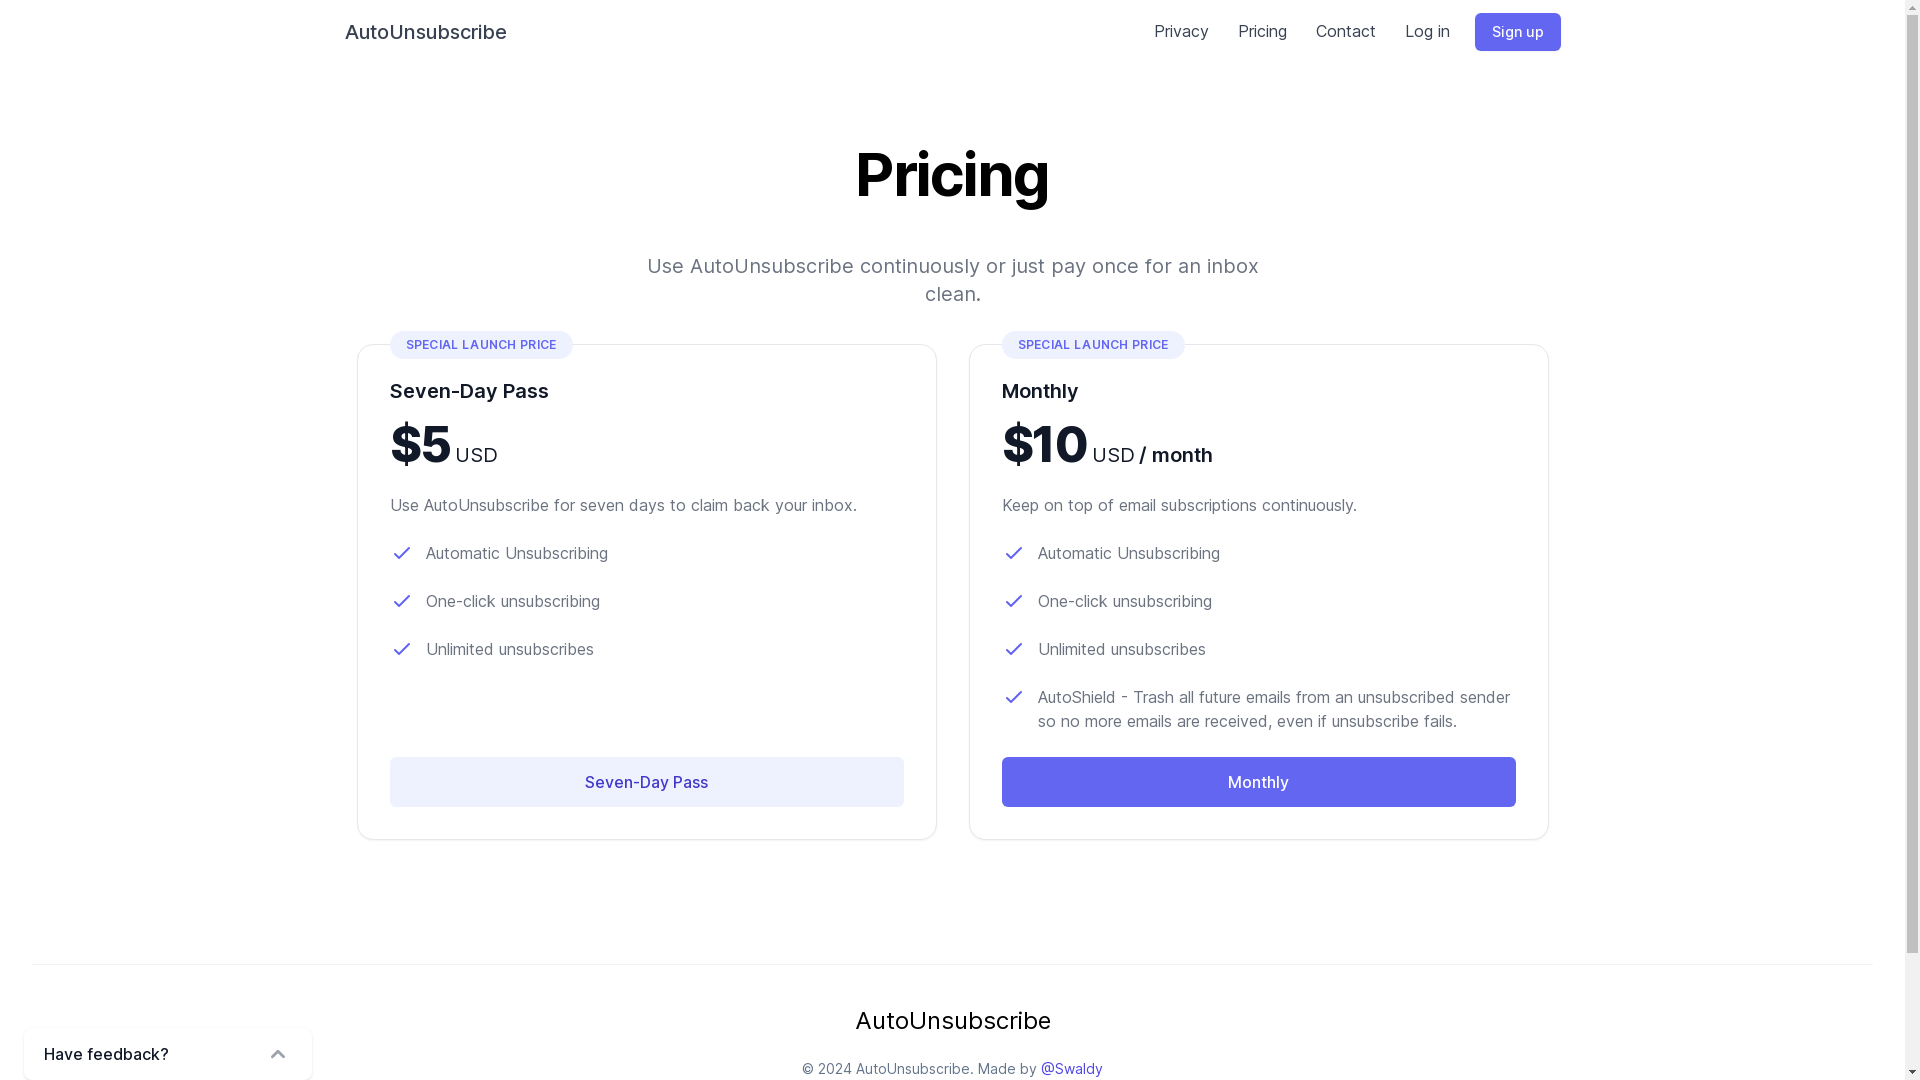 AutoUnsubscribe
Privacy
Pricing
Contact
Log in
Sign up
Pricing
Use AutoUnsubscribe continuously or just pay once for an inbox
clean.
SPECIAL LAUNCH PRICE
Seven-Day Pass
$5 USD
Use AutoUnsubscribe for seven days to claim back your inbox.
Automatic Unsubscribing
One-click unsubscribing
Unlimited unsubscribes
Seven-Day Pass
SPECIAL LAUNCH PRICE
Monthly
$10 USD / month
Keep on top of email subscriptions continuously.
Automatic Unsubscribing
One-click unsubscribing
Unlimited unsubscribes
AutoShield - Trash all future emails from an unsubscribed sender
so no more emails are received, even if unsubscribe fails.
Monthly
AutoUnsubscribe
© 2024 AutoUnsubscribe. Made by @Swaldy
Have feedback?